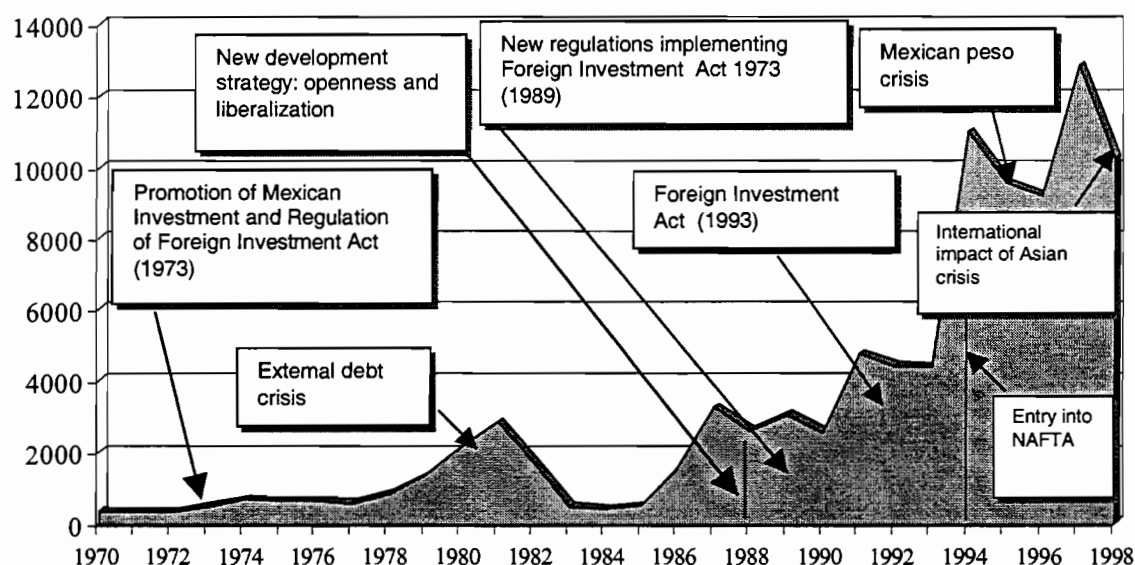 14000
12000
10000
8000
6000
4000
2000
0
New development
strategy: openness and
liberalization
New regulations implementing
Foreign Investment Act 1973
(1989)
Mexican peso
crisis
Promotion of Mexican
Investment and Regulation
of Foreign Investment Act
(1973)
Foreign Investment
Act (1993)
International
impact of Asian
crisis
External debt
crisis
Entry into
NAFTA
1970 1972 1974 1976 1978 1980 1982 1984 1986 1988 1990 1992 1994 1996 1998